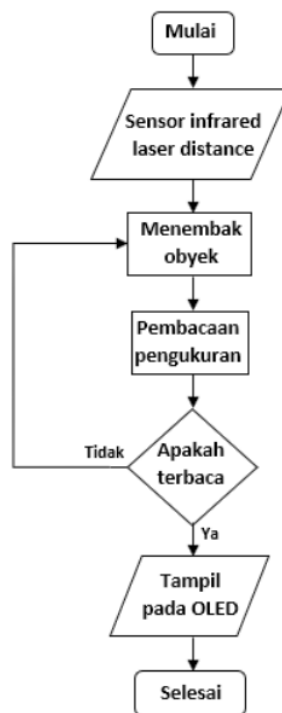 Mulai
Sensor infrared
laser distance
Menembak
obyek
Pembacaan
pengukuran
Apakah
terbaca
Tidak
Ya
Tampil
pada OLED
Selesai